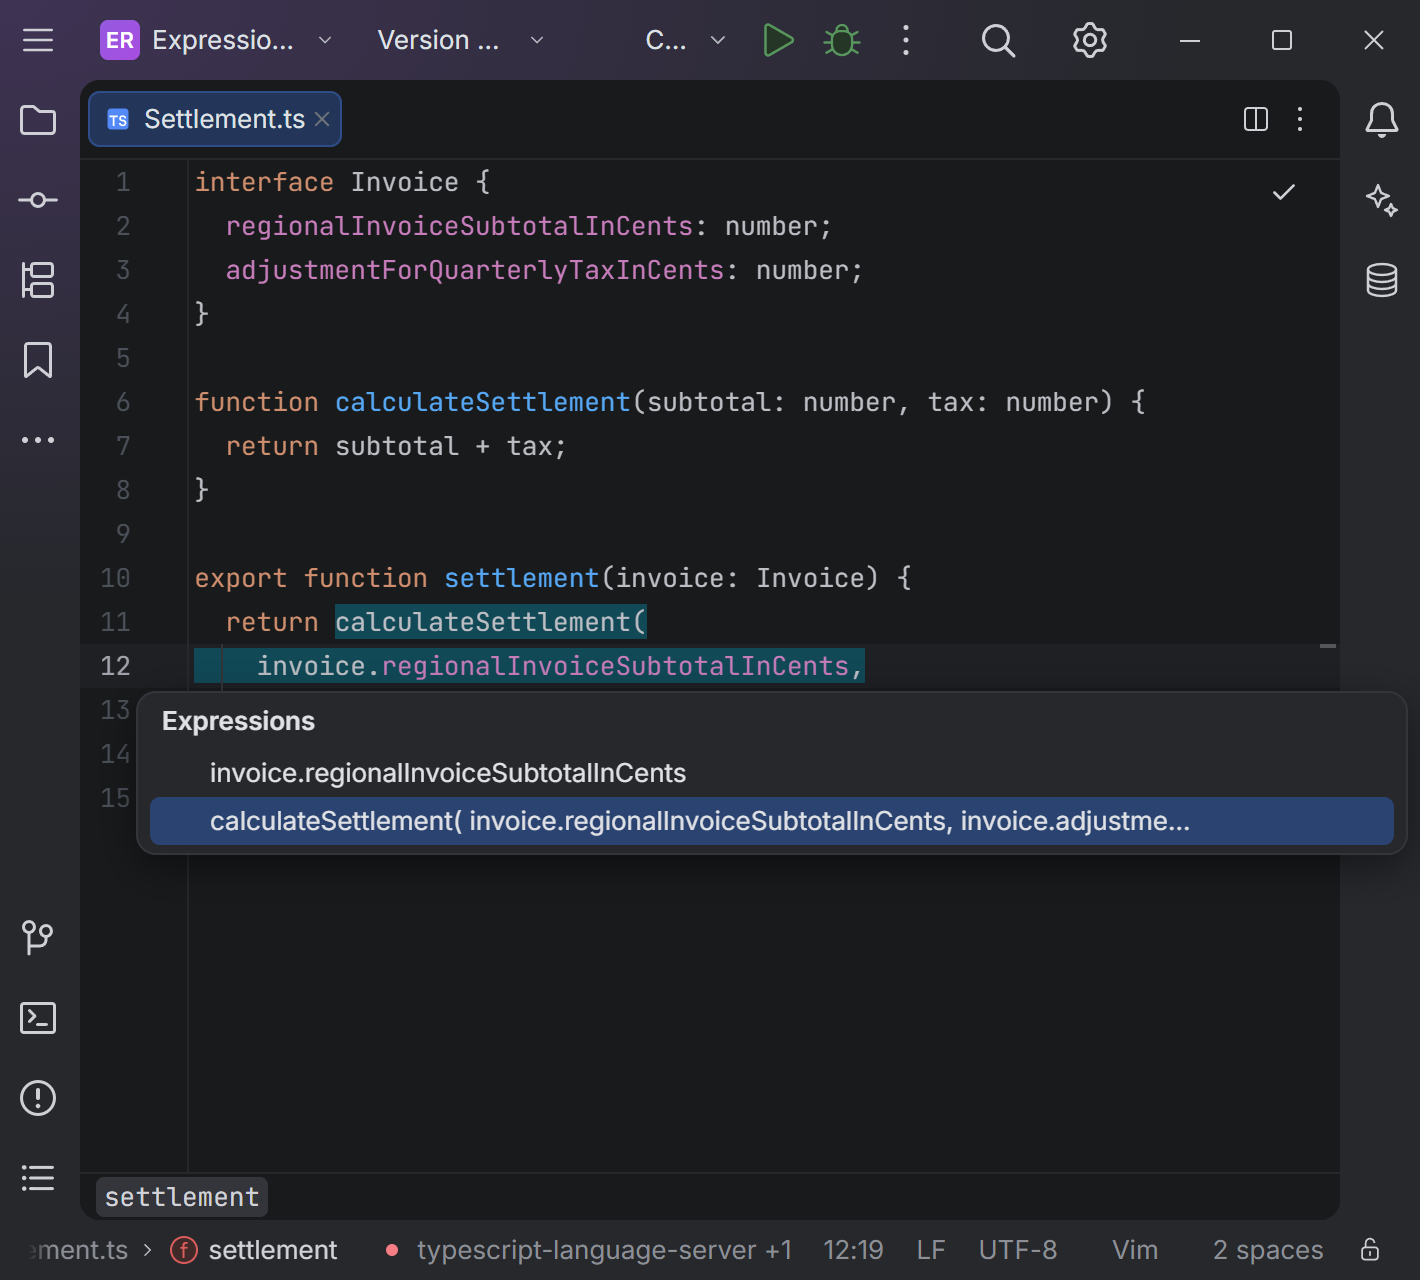 ER Expressio... Version ... C...
TS Settlement.ts
1 interface Invoice {
2 regionalInvoiceSubtotalInCents: number;
3 adjustmentForQuarterlyTaxInCents: number;
4 }
5
6 function calculateSettlement(subtotal: number, tax: number) {
7 return subtotal + tax;
8 }
9
10 export function settlement(invoice: Invoice) {
11 return calculateSettlement(
12 invoice.regionalInvoiceSubtotalInCents,
13
14
15
Expressions
invoice.regionalInvoiceSubtotalInCents
calculateSettlement( invoice.regionalInvoiceSubtotalInCents, invoice.adjustme...
settlement
ment.ts › f settlement typescript-language-server +1 12:19 LF UTF-8 Vim 2 spaces